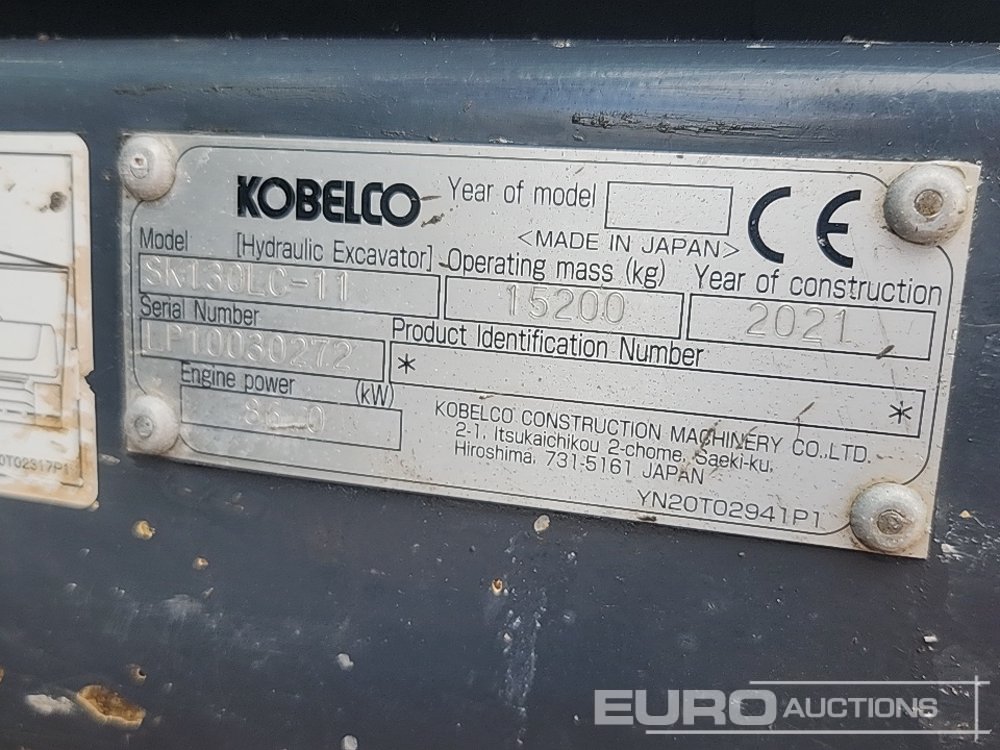 KOBELCO
Year of model
<MADE IN JAPAN>
CE
Model [Hydraulic Excavator]
SK130LC-11
Operating mass (kg)
15200
Year of construction
2021
Serial Number
LP10030272
Product Identification Number
* *
Engine power (kW)
KOBELCO CONSTRUCTION MACHINERY CO.,LTD.
2-1, Itsukaichikou 2-chome, Saeki-ku,
Hiroshima, 731-5161 JAPAN
YN20T02941P1
EURO AUCTIONS